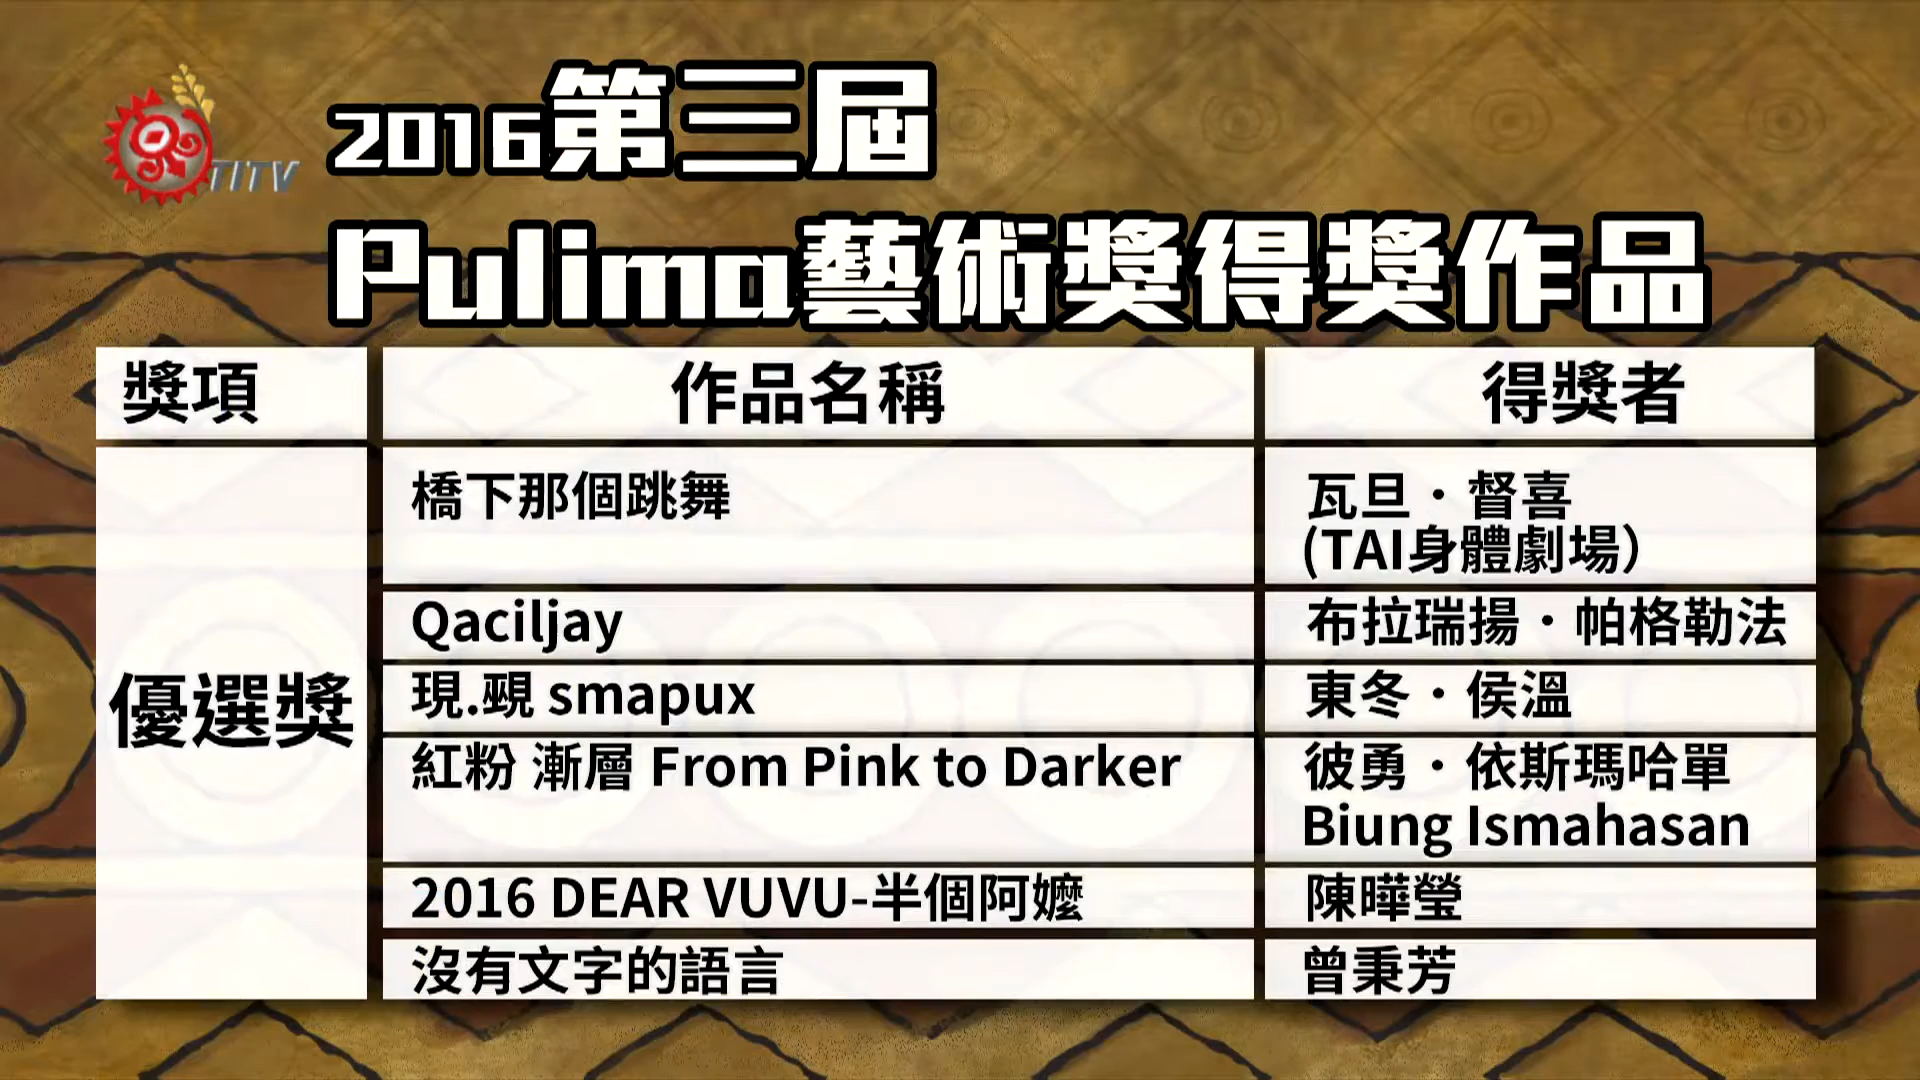 TITV
2016第三屆
Pulima藝術獎得獎作品
獎項 作品名稱 得獎者
優選獎
橋下那個跳舞 瓦旦・督喜
(TAI身體劇場)
Qaciljay 布拉瑞揚・帕格勒法
現.覡 smapux 東冬・侯溫
紅粉 漸層 From Pink to Darker 彼勇・依斯瑪哈單
Biung Ismahasan
2016 DEAR VUVU-半個阿嬤 陳曄瑩
沒有文字的語言 曾秉芳